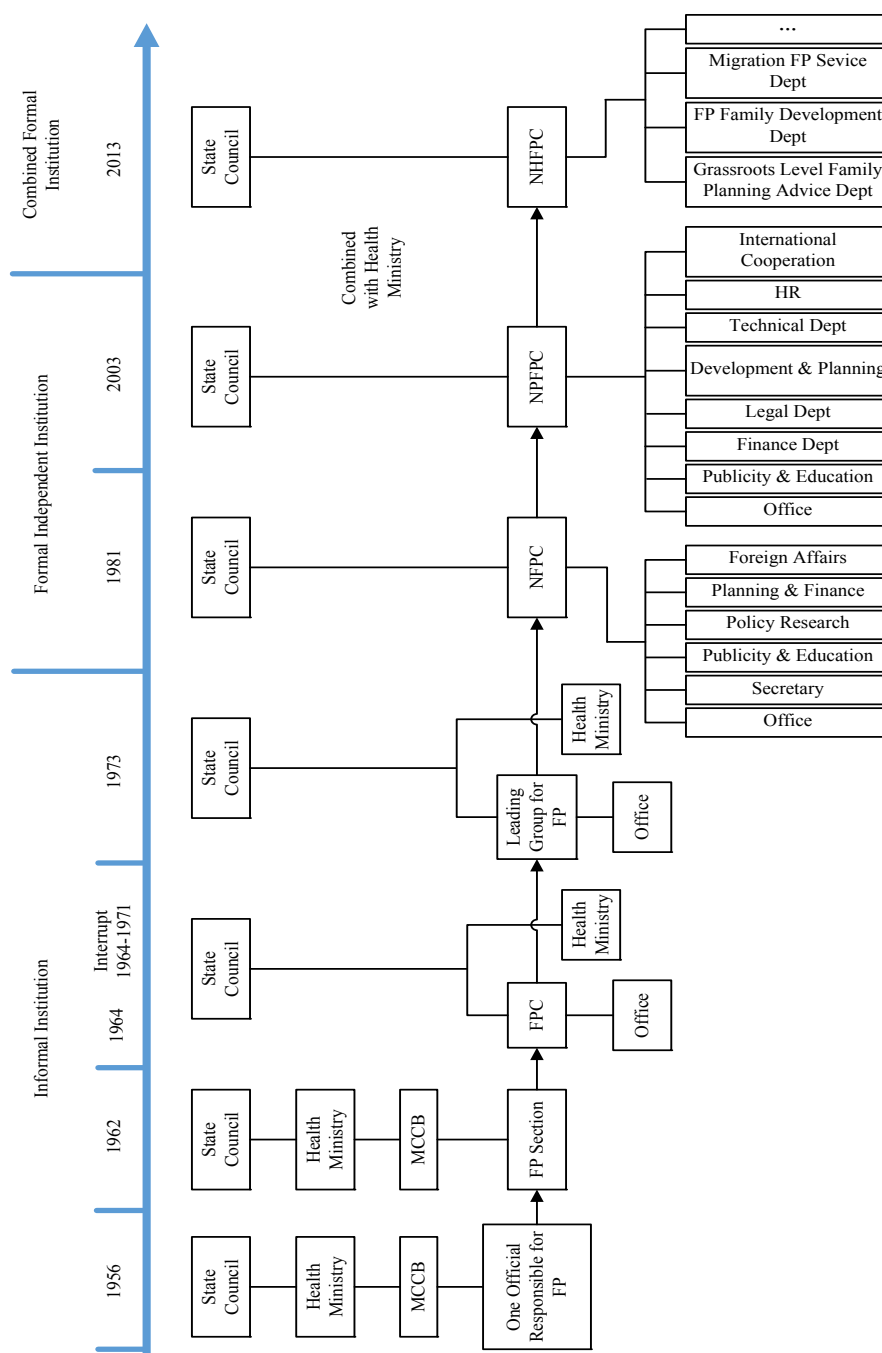 Informal Institution
Formal Independent Institution
Combined Formal
Institution
1956
1962
1964
Interrupt
1964-1971
1973
1981
2003
2013
State
Council
Health
Ministry
MCCB
One Official
Responsible for
FP
State
Council
Health
Ministry
MCCB
FP Section
State
Council
FPC
Health
Ministry
Office
State
Council
Leading
Group for
FP
Health
Ministry
Office
State
Council
NFPC
Foreign Affairs
Planning & Finance
Policy Research
Publicity & Education
Secretary
Office
State
Council
NPFPC
International
Cooperation
HR
Technical Dept
Development & Planning
Legal Dept
Finance Dept
Publicity & Education
Office
Combined
with Health
Ministry
State
Council
NHFPC
...
Migration FP Sevice
Dept
FP Family Development
Dept
Grassroots Level Family
Planning Advice Dept